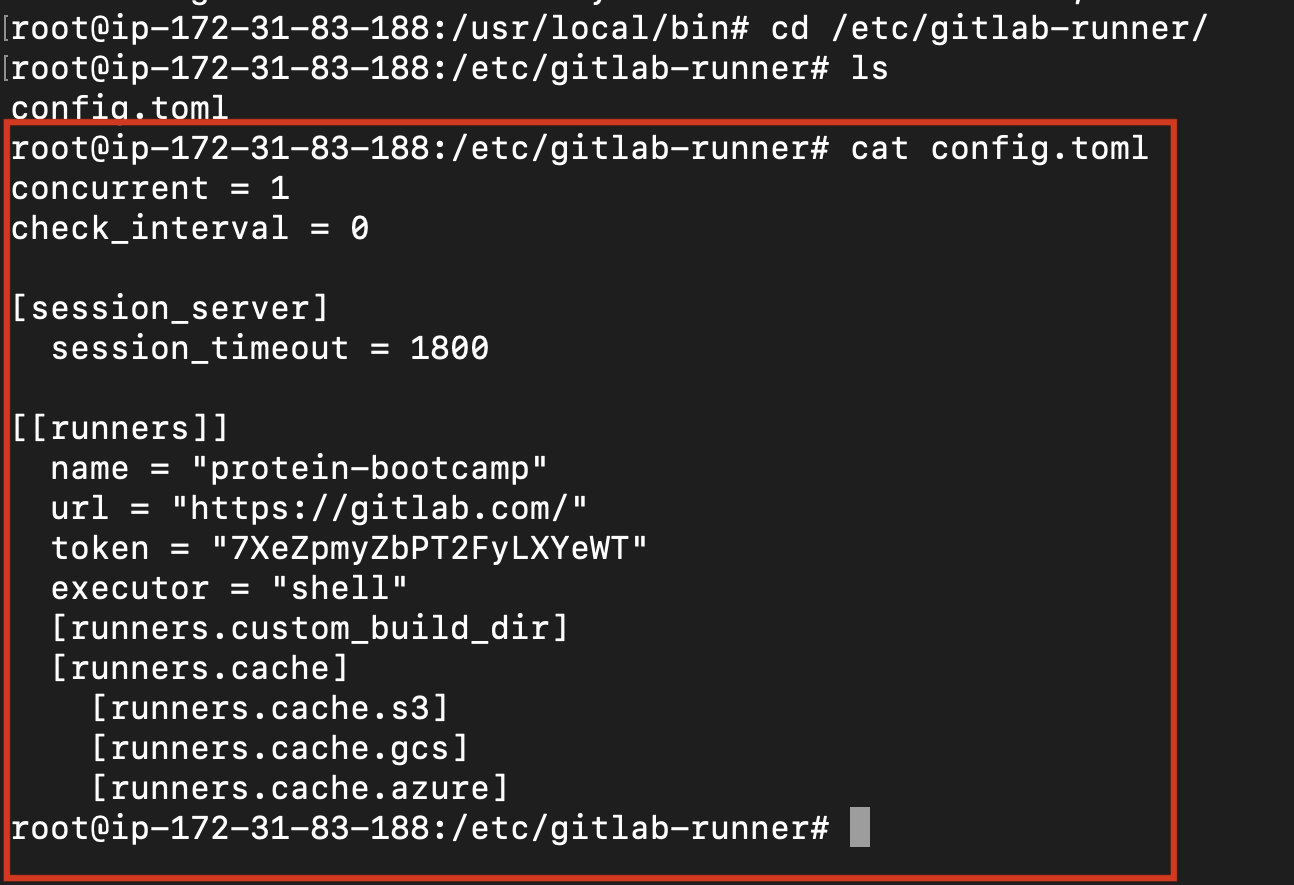 [root@ip-172-31-83-188:/usr/local/bin# cd /etc/gitlab-runner/
[root@ip-172-31-83-188:/etc/gitlab-runner# ls
config.toml
root@ip-172-31-83-188:/etc/gitlab-runner# cat config.toml
concurrent = 1
check_interval = 0

[session_server]
  session_timeout = 1800

[[runners]]
  name = "protein-bootcamp"
  url = "https://gitlab.com/"
  token = "7XeZpmyZbPT2FyLXYeWT"
  executor = "shell"
  [runners.custom_build_dir]
  [runners.cache]
    [runners.cache.s3]
    [runners.cache.gcs]
    [runners.cache.azure]
root@ip-172-31-83-188:/etc/gitlab-runner#